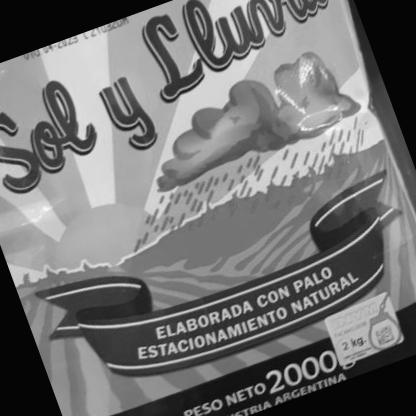 Sol y Lluvia
ELABORADA CON PALO
ESTACIONAMIENTO NATURAL
2 kg.
PESO NETO 2000
INDUSTRIA ARGENTINA